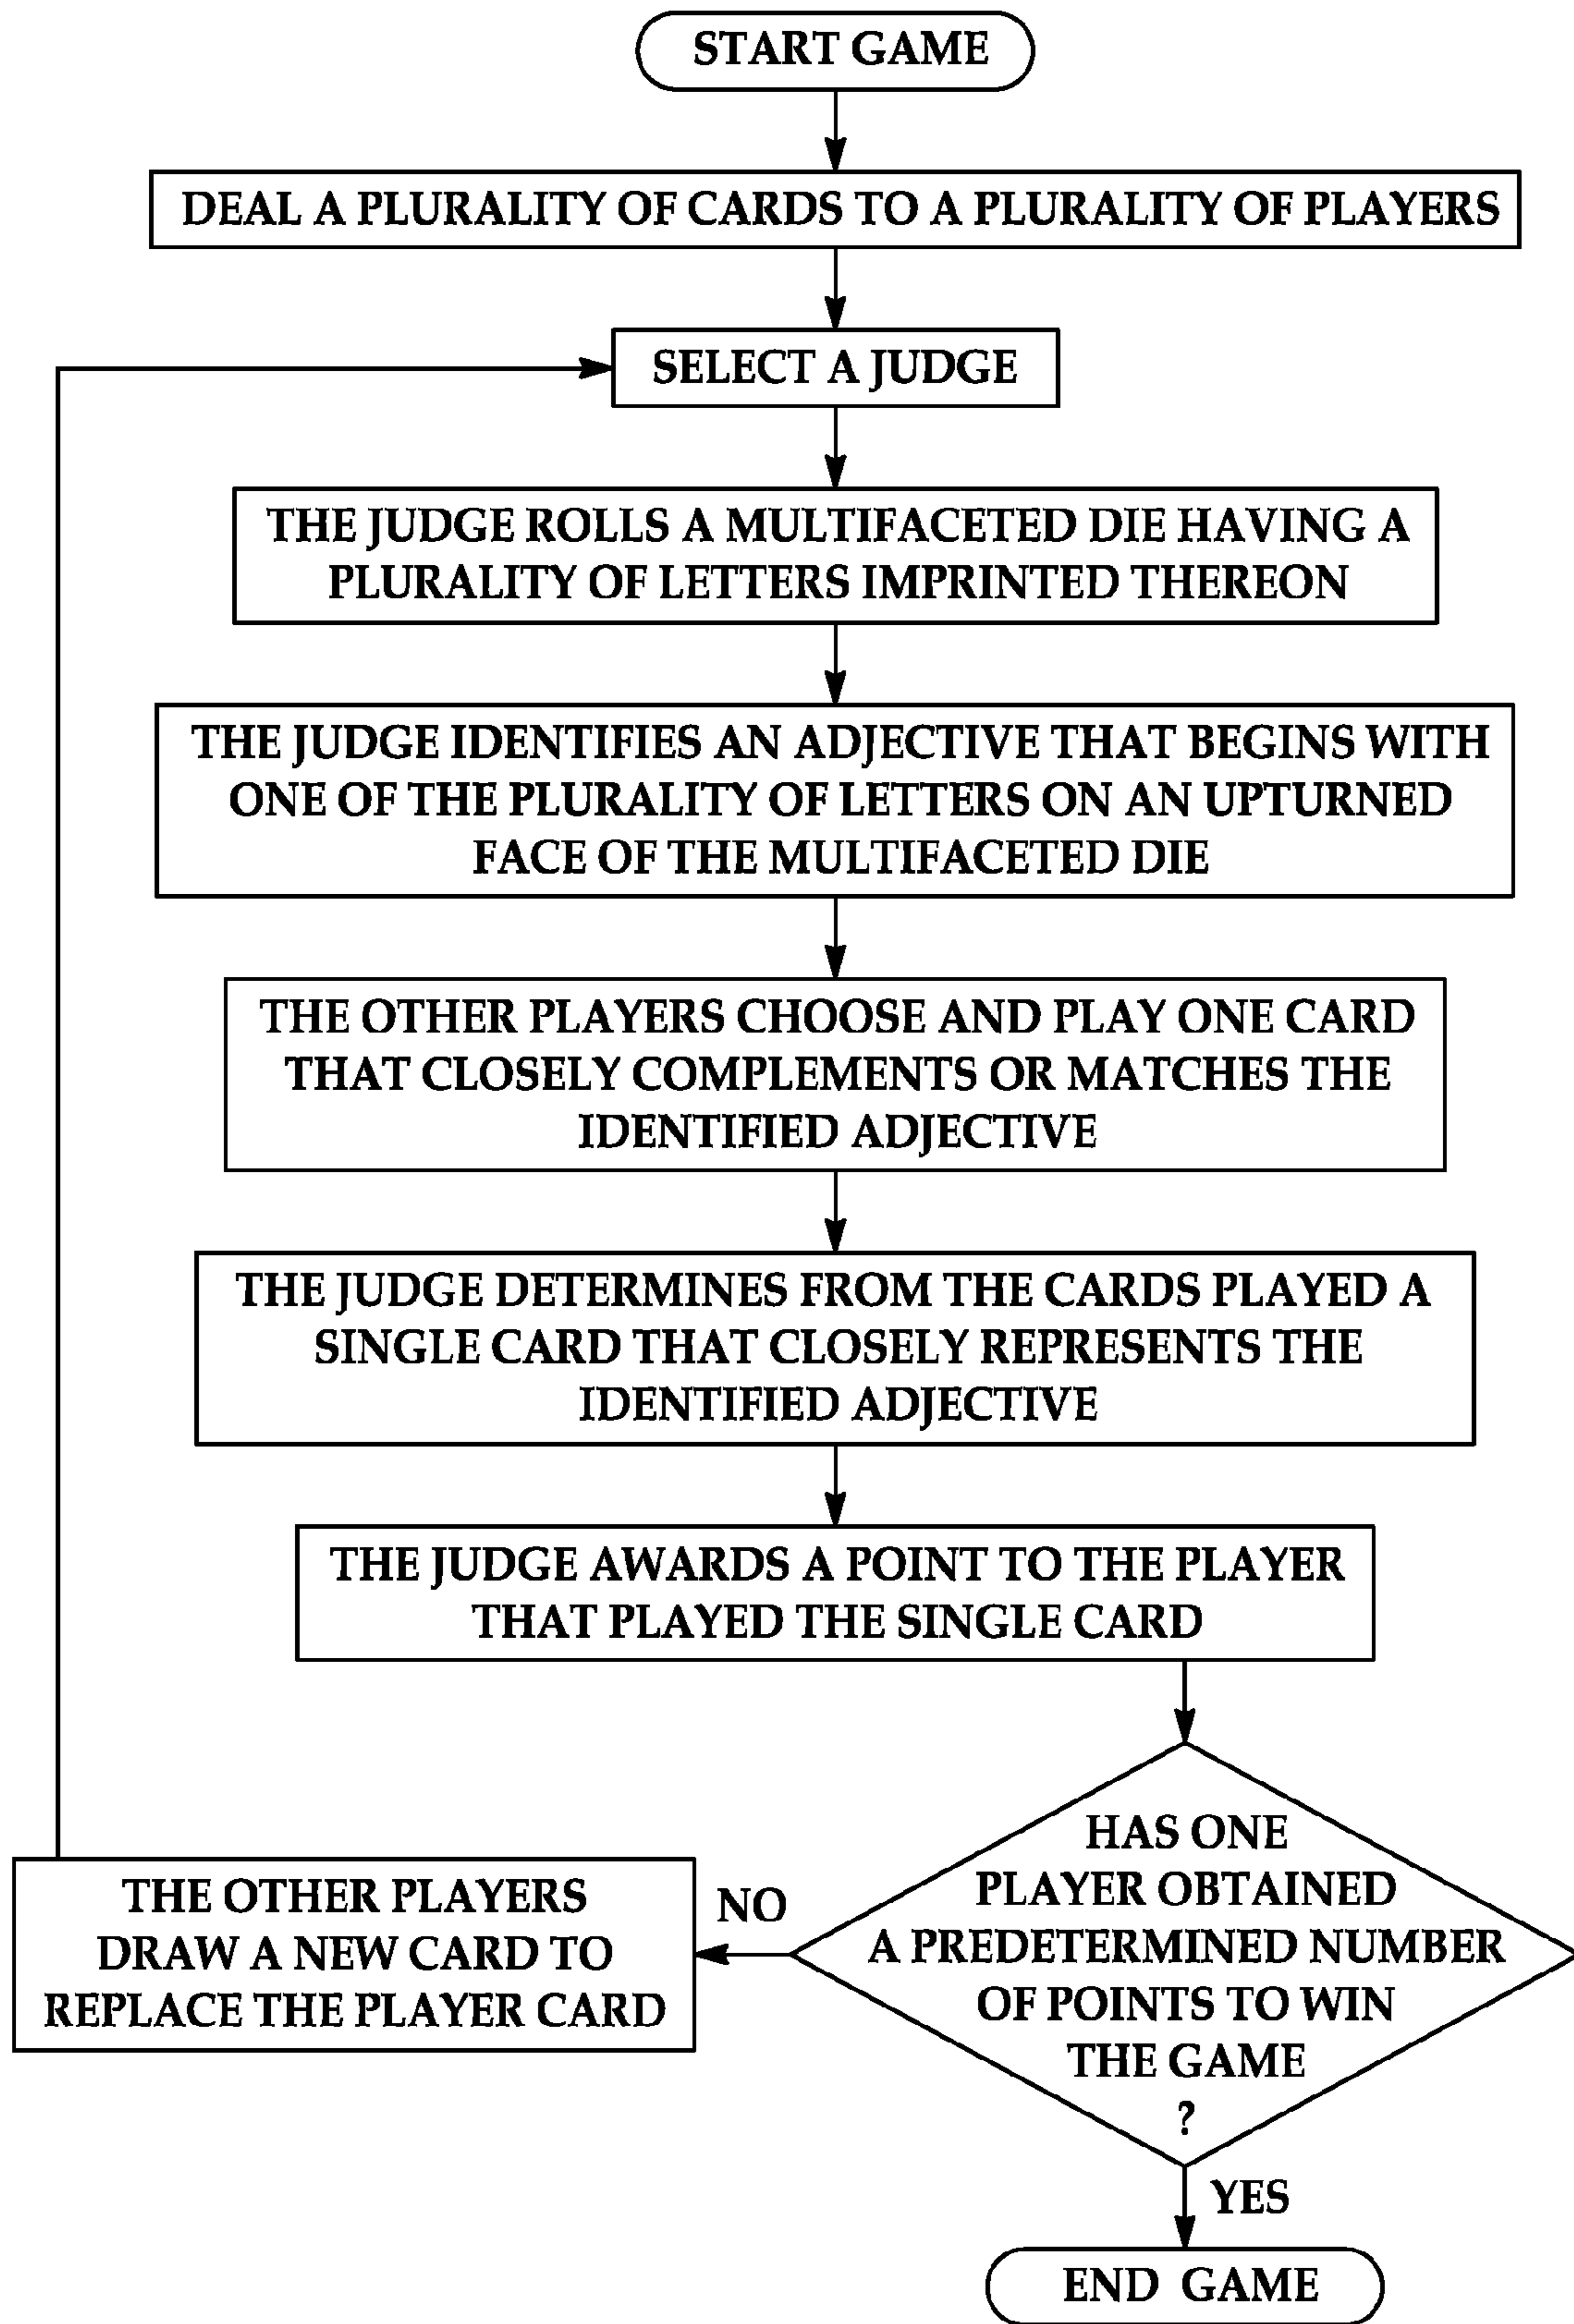 START GAME
DEAL A PLURALITY OF CARDS TO A PLURALITY OF PLAYERS
SELECT A JUDGE
THE JUDGE ROLLS A MULTIFACETED DIE HAVING A
PLURALITY OF LETTERS IMPRINTED THEREON
THE JUDGE IDENTIFIES AN ADJECTIVE THAT BEGINS WITH
ONE OF THE PLURALITY OF LETTERS ON AN UPTURNED
FACE OF THE MULTIFACETED DIE
THE OTHER PLAYERS CHOOSE AND PLAY ONE CARD
THAT CLOSELY COMPLEMENTS OR MATCHES THE
IDENTIFIED ADJECTIVE
THE JUDGE DETERMINES FROM THE CARDS PLAYED A
SINGLE CARD THAT CLOSELY REPRESENTS THE
IDENTIFIED ADJECTIVE
THE JUDGE AWARDS A POINT TO THE PLAYER
THAT PLAYED THE SINGLE CARD
HAS ONE
PLAYER OBTAINED
A PREDETERMINED NUMBER
OF POINTS TO WIN
THE GAME
?
NO
THE OTHER PLAYERS
DRAW A NEW CARD TO
REPLACE THE PLAYER CARD
YES
END GAME